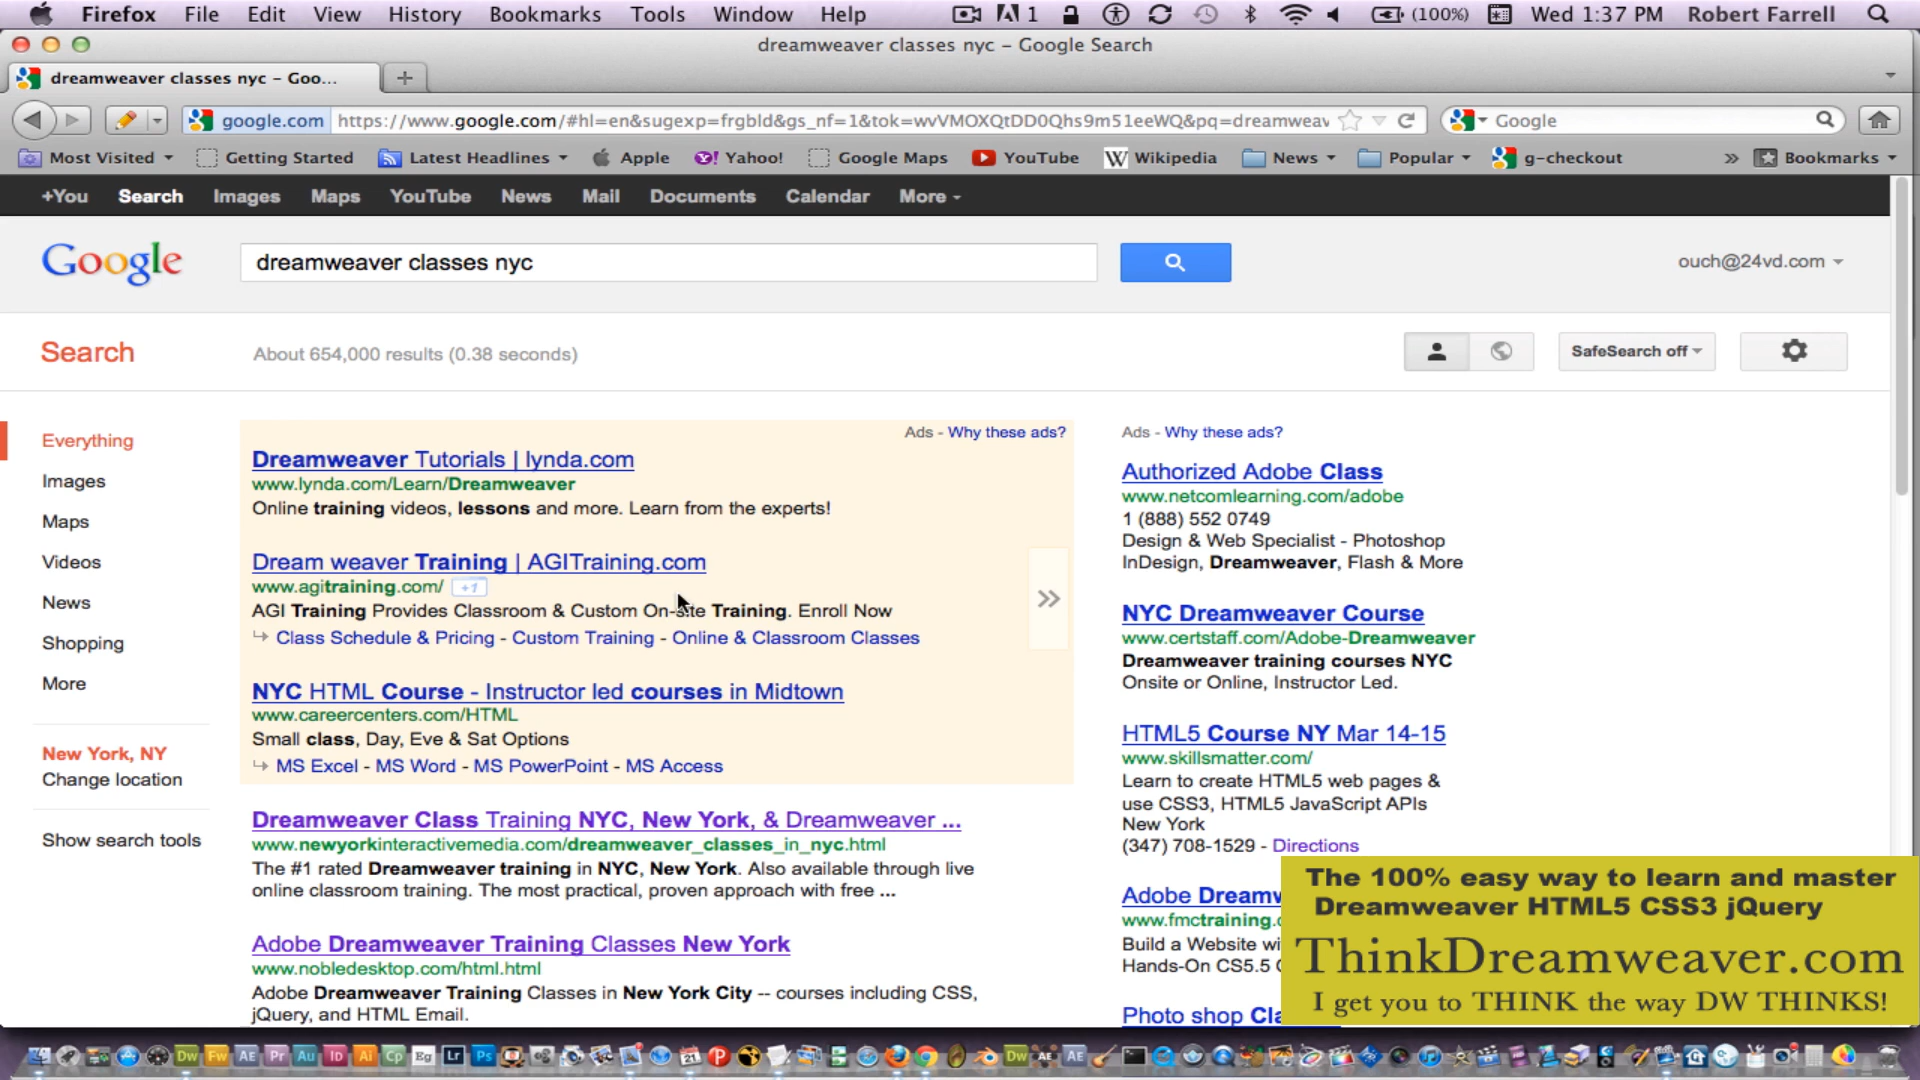 Firefox File Edit View History Bookmarks Tools Window Help 1 (100%) Wed 1:37 PM Robert Farrell
dreamweaver classes nyc – Google Search
dreamweaver classes nyc – Goo...
google.com https://www.google.com/#hl=en&sugexp=frgbld&gs_nf=1&tok=wvVMOXQtDD0Qhs9m51eeWQ&pq=dreamweav Google
Most Visited Getting Started Latest Headlines Apple Yahoo! Google Maps YouTube Wikipedia News Popular g-checkout » Bookmarks
+You Search Images Maps YouTube News Mail Documents Calendar More
Google dreamweaver classes nyc ouch@24vd.com
Search About 654,000 results (0.38 seconds) SafeSearch off
Everything
Images
Maps
Videos
News
Shopping
More
New York, NY
Change location
Show search tools
Ads - Why these ads?
Dreamweaver Tutorials | lynda.com
www.lynda.com/Learn/Dreamweaver
Online training videos, lessons and more. Learn from the experts!
Dream weaver Training | AGITraining.com
www.agitraining.com/ +1
AGI Training Provides Classroom & Custom On-site Training. Enroll Now
Class Schedule & Pricing - Custom Training - Online & Classroom Classes
»
NYC HTML Course - Instructor led courses in Midtown
www.careercenters.com/HTML
Small class, Day, Eve & Sat Options
MS Excel - MS Word - MS PowerPoint - MS Access
Dreamweaver Class Training NYC, New York, & Dreamweaver ...
www.newyorkinteractivemedia.com/dreamweaver_classes_in_nyc.html
The #1 rated Dreamweaver training in NYC, New York. Also available through live
online classroom training. The most practical, proven approach with free ...
Adobe Dreamweaver Training Classes New York
www.nobledesktop.com/html.html
Adobe Dreamweaver Training Classes in New York City -- courses including CSS,
jQuery, and HTML Email.
Ads - Why these ads?
Authorized Adobe Class
www.netcomlearning.com/adobe
1 (888) 552 0749
Design & Web Specialist - Photoshop
InDesign, Dreamweaver, Flash & More
NYC Dreamweaver Course
www.certstaff.com/Adobe-Dreamweaver
Dreamweaver training courses NYC
Onsite or Online, Instructor Led.
HTML5 Course NY Mar 14-15
www.skillsmatter.com/
Learn to create HTML5 web pages &
use CSS3, HTML5 JavaScript APIs
New York
(347) 708-1529 - Directions
Adobe Dreamw
www.fmctraining.c
Build a Website wi
Hands-On CS5.5 C
Photo shop Cla
The 100% easy way to learn and master
Dreamweaver HTML5 CSS3 jQuery
ThinkDreamweaver.com
I get you to THINK the way DW THINKS!
Dw Fw AE Pr Au Id Ai Cp Eg Lr Ps 21 Dw AE AE